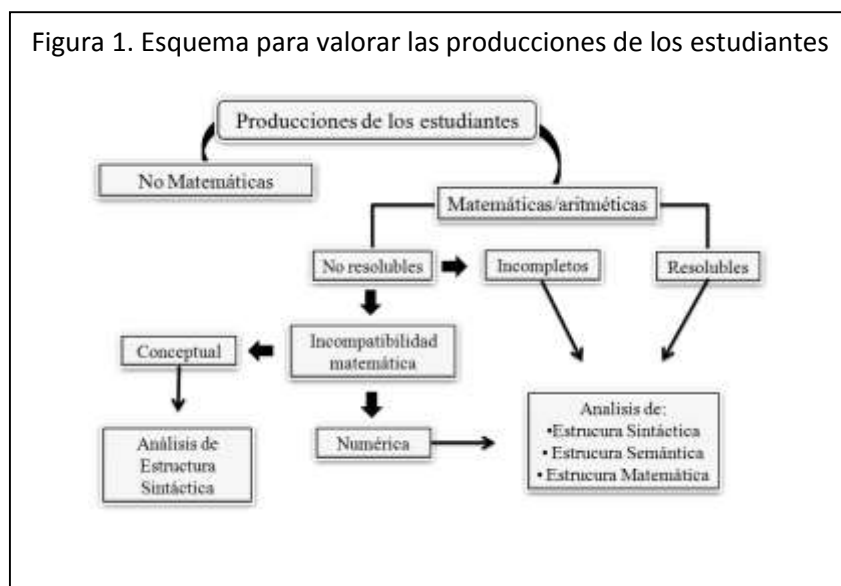 Figura 1. Esquema para valorar las producciones de los estudiantes
Producciones de los estudiantes
No Matemáticas
Matemáticas/aritméticas
No resolubles
Incompletos
Resolubles
Conceptual
Incompatibilidad
matemática
Numérica
Análisis de
Estructura
Sintáctica
Analisis de:
•Estrucura Sintáctica
• Estrucura Semántica
• Estrucura Matemática